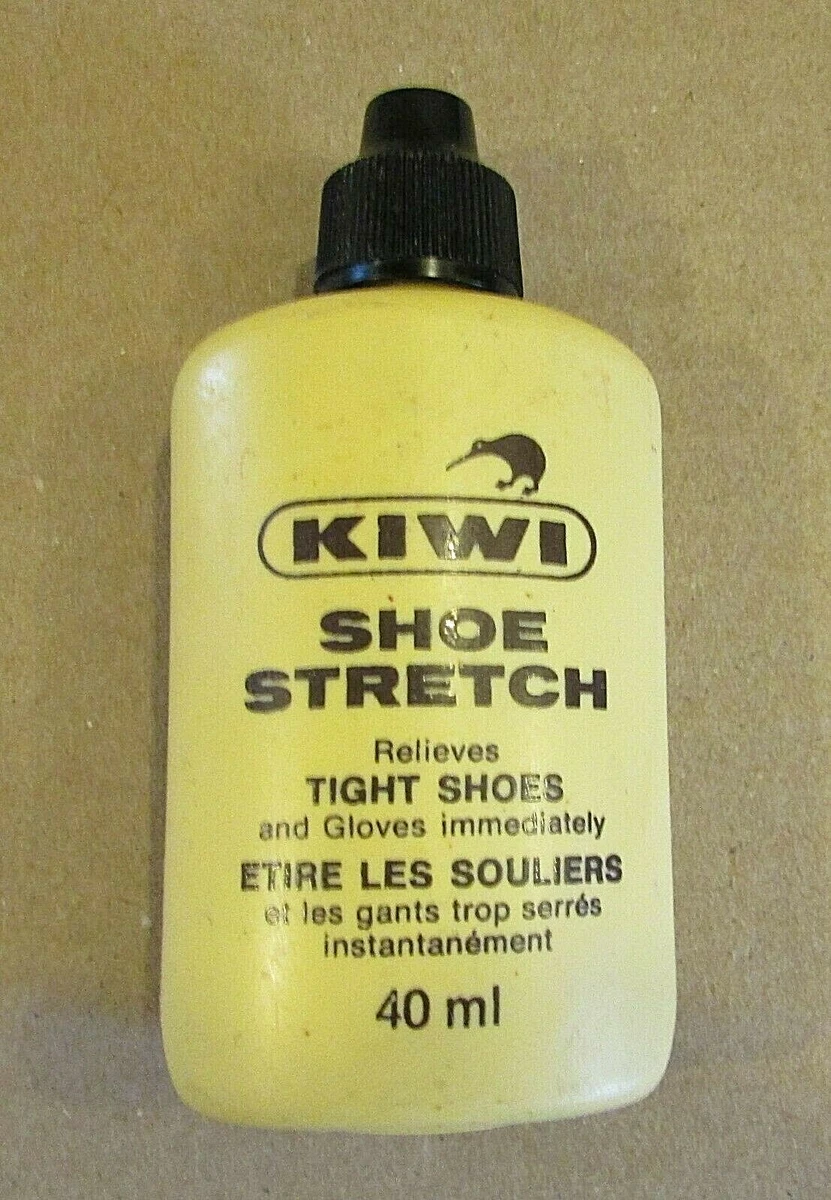 KIWI
SHOE
STRETCH
Relieves
TIGHT SHOES
and Gloves immediately
ETIRE LES SOULIERS
et les gants trop serrés
instantanément
40 ml